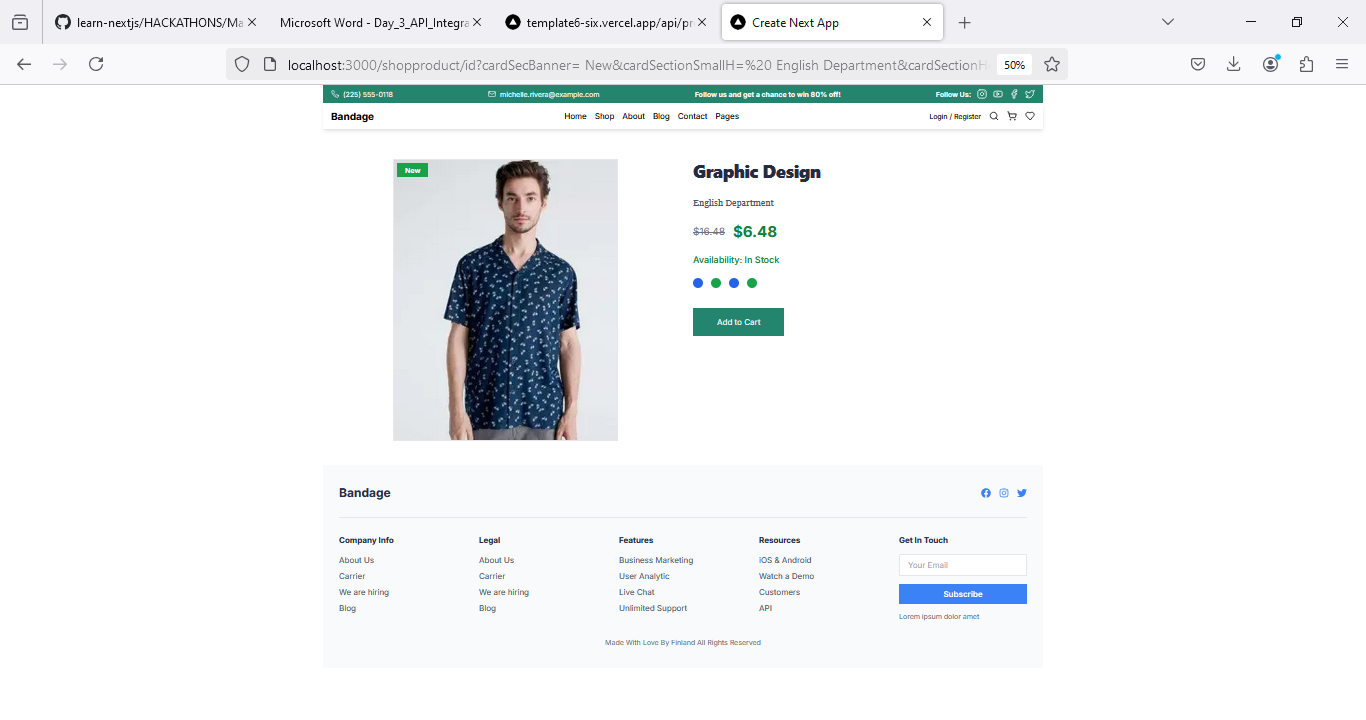 learn-nextjs/HACKATHONS/Ma
Microsoft Word - Day_3_API_Integra
template6-six.vercel.app/api/pr
Create Next App
localhost:3000/shopproduct/id?cardSecBanner= New&cardSectionSmallH=%20 English Department&cardSectionH
50%
(225) 555-0118
michelle.rivera@example.com
Follow us and get a chance to win 80% off!
Follow Us:
Bandage
Home Shop About Blog Contact Pages
Login / Register
New
Graphic Design
English Department
$16.48 $6.48
Availability: In Stock
Add to Cart
Bandage
Company Info
About Us
Carrier
We are hiring
Blog
Legal
About Us
Carrier
We are hiring
Blog
Features
Business Marketing
User Analytic
Live Chat
Unlimited Support
Resources
iOS & Android
Watch a Demo
Customers
API
Get In Touch
Your Email
Subscribe
Lorem ipsum dolor amet
Made With Love By Finland All Rights Reserved